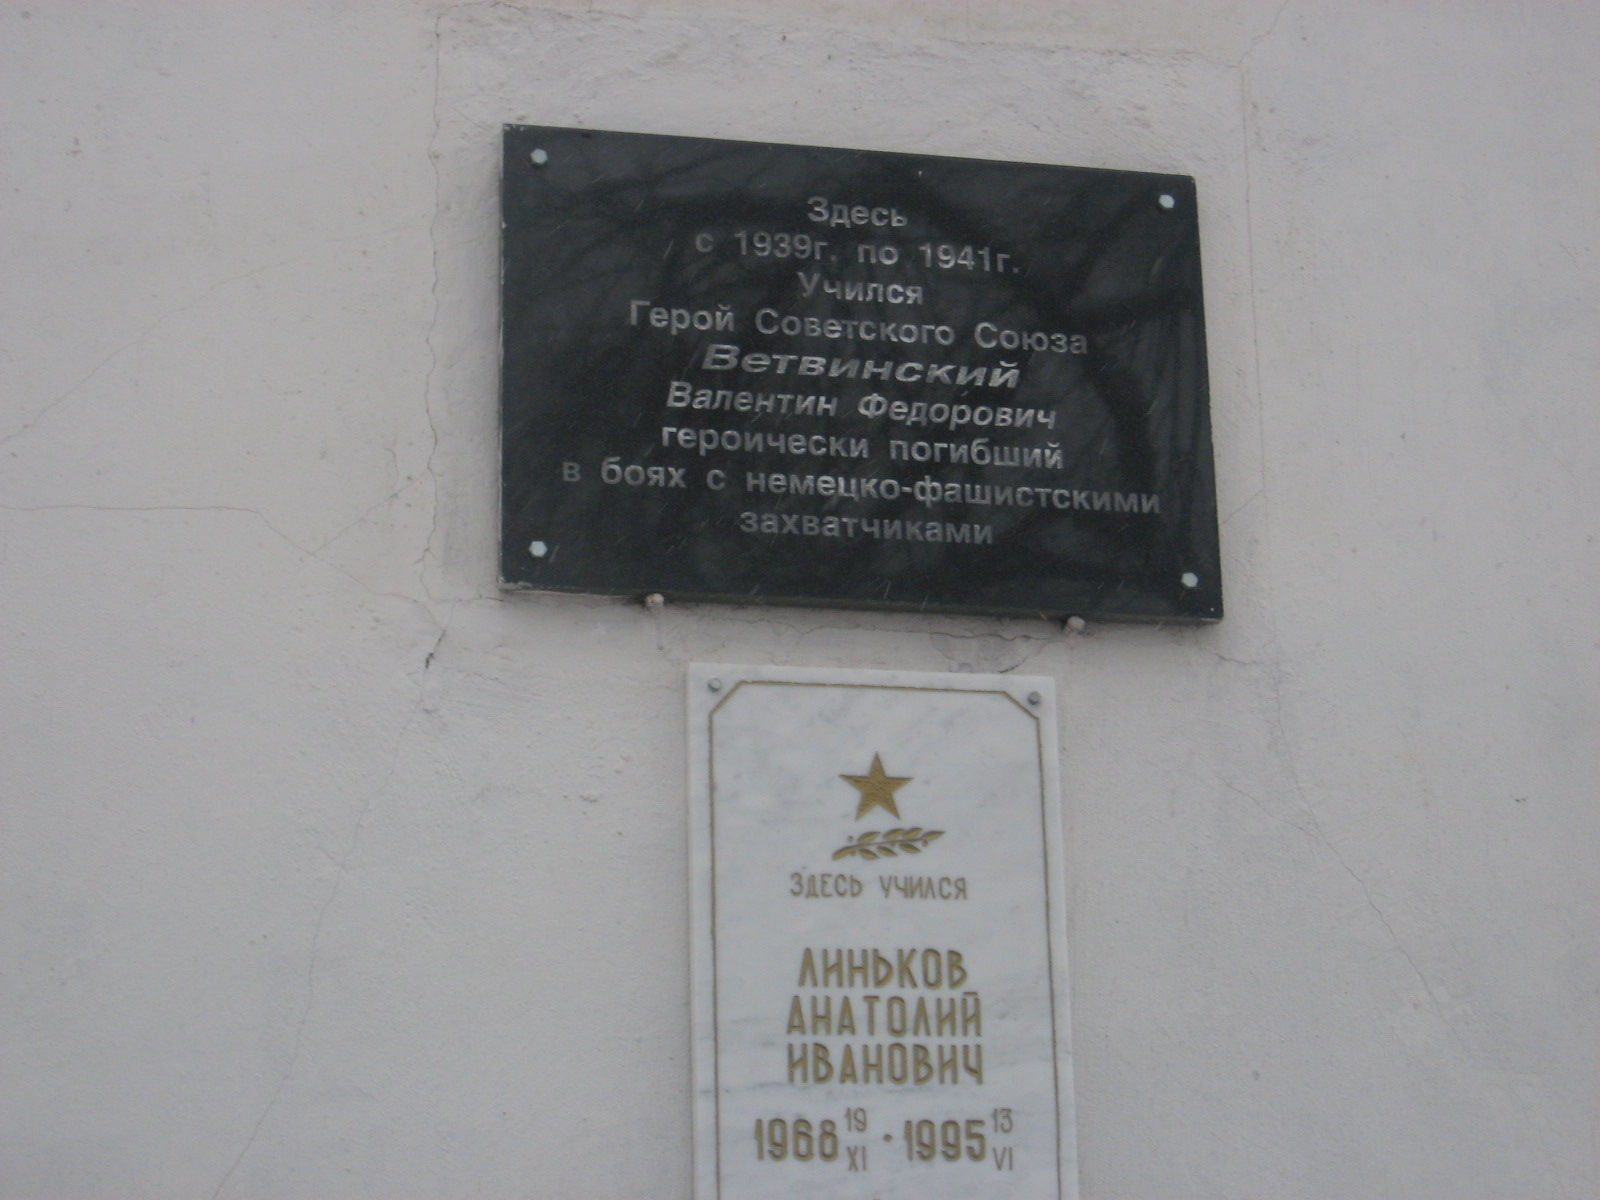 Здесь
с 1939г. по 1941г.
Учился
Герой Советского Союза
Ветвинский
Валентин Федорович
героически погибший
в боях с немецко-фашистскими
захватчиками
ЗДЕСЬ УЧИЛСЯ
ЛИНЬКОВ
АНАТОЛИЙ
ИВАНОВИЧ
1968 19 XI · 1995 13 VI